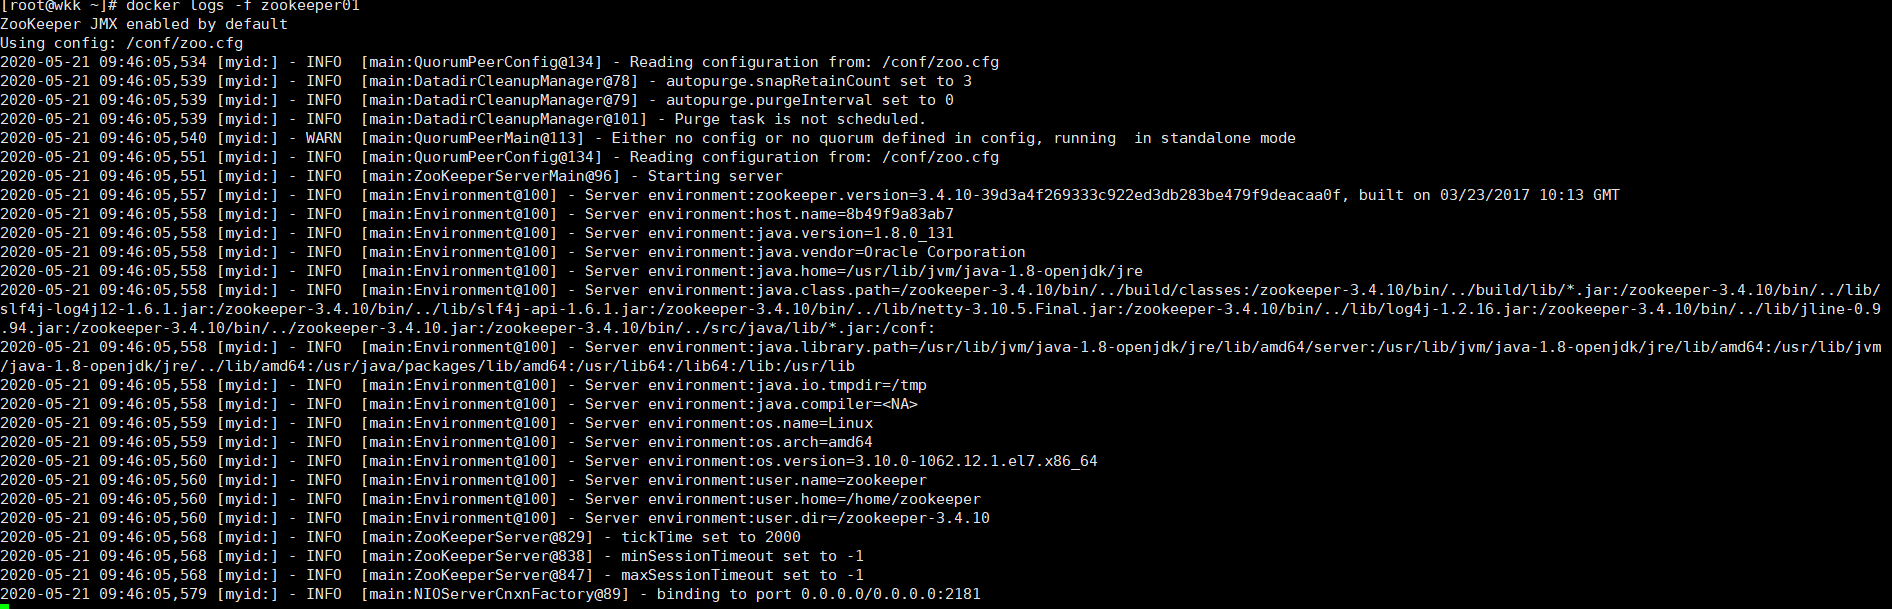 [root@wkk ~]# docker logs -f zookeeper01
ZooKeeper JMX enabled by default
Using config: /conf/zoo.cfg
2020-05-21 09:46:05,534 [myid:] - INFO  [main:QuorumPeerConfig@134] - Reading configuration from: /conf/zoo.cfg
2020-05-21 09:46:05,539 [myid:] - INFO  [main:DatadirCleanupManager@78] - autopurge.snapRetainCount set to 3
2020-05-21 09:46:05,539 [myid:] - INFO  [main:DatadirCleanupManager@79] - autopurge.purgeInterval set to 0
2020-05-21 09:46:05,539 [myid:] - INFO  [main:DatadirCleanupManager@101] - Purge task is not scheduled.
2020-05-21 09:46:05,540 [myid:] - WARN  [main:QuorumPeerMain@113] - Either no config or no quorum defined in config, running  in standalone mode
2020-05-21 09:46:05,551 [myid:] - INFO  [main:QuorumPeerConfig@134] - Reading configuration from: /conf/zoo.cfg
2020-05-21 09:46:05,551 [myid:] - INFO  [main:ZooKeeperServerMain@96] - Starting server
2020-05-21 09:46:05,557 [myid:] - INFO  [main:Environment@100] - Server environment:zookeeper.version=3.4.10-39d3a4f269333c922ed3db283be479f9deacaa0f, built on 03/23/2017 10:13 GMT
2020-05-21 09:46:05,558 [myid:] - INFO  [main:Environment@100] - Server environment:host.name=8b49f9a83ab7
2020-05-21 09:46:05,558 [myid:] - INFO  [main:Environment@100] - Server environment:java.version=1.8.0_131
2020-05-21 09:46:05,558 [myid:] - INFO  [main:Environment@100] - Server environment:java.vendor=Oracle Corporation
2020-05-21 09:46:05,558 [myid:] - INFO  [main:Environment@100] - Server environment:java.home=/usr/lib/jvm/java-1.8-openjdk/jre
2020-05-21 09:46:05,558 [myid:] - INFO  [main:Environment@100] - Server environment:java.class.path=/zookeeper-3.4.10/bin/../build/classes:/zookeeper-3.4.10/bin/../build/lib/*.jar:/zookeeper-3.4.10/bin/../lib/
slf4j-log4j12-1.6.1.jar:/zookeeper-3.4.10/bin/../lib/slf4j-api-1.6.1.jar:/zookeeper-3.4.10/bin/../lib/netty-3.10.5.Final.jar:/zookeeper-3.4.10/bin/../lib/log4j-1.2.16.jar:/zookeeper-3.4.10/bin/../lib/jline-0.9
.94.jar:/zookeeper-3.4.10/bin/../zookeeper-3.4.10.jar:/zookeeper-3.4.10/bin/../src/java/lib/*.jar:/conf:
2020-05-21 09:46:05,558 [myid:] - INFO  [main:Environment@100] - Server environment:java.library.path=/usr/lib/jvm/java-1.8-openjdk/jre/lib/amd64/server:/usr/lib/jvm/java-1.8-openjdk/jre/lib/amd64:/usr/lib/jvm
/java-1.8-openjdk/jre/../lib/amd64:/usr/java/packages/lib/amd64:/usr/lib64:/lib64:/lib:/usr/lib
2020-05-21 09:46:05,558 [myid:] - INFO  [main:Environment@100] - Server environment:java.io.tmpdir=/tmp
2020-05-21 09:46:05,558 [myid:] - INFO  [main:Environment@100] - Server environment:java.compiler=<NA>
2020-05-21 09:46:05,559 [myid:] - INFO  [main:Environment@100] - Server environment:os.name=Linux
2020-05-21 09:46:05,559 [myid:] - INFO  [main:Environment@100] - Server environment:os.arch=amd64
2020-05-21 09:46:05,560 [myid:] - INFO  [main:Environment@100] - Server environment:os.version=3.10.0-1062.12.1.el7.x86_64
2020-05-21 09:46:05,560 [myid:] - INFO  [main:Environment@100] - Server environment:user.name=zookeeper
2020-05-21 09:46:05,560 [myid:] - INFO  [main:Environment@100] - Server environment:user.home=/home/zookeeper
2020-05-21 09:46:05,560 [myid:] - INFO  [main:Environment@100] - Server environment:user.dir=/zookeeper-3.4.10
2020-05-21 09:46:05,568 [myid:] - INFO  [main:ZooKeeperServer@829] - tickTime set to 2000
2020-05-21 09:46:05,568 [myid:] - INFO  [main:ZooKeeperServer@838] - minSessionTimeout set to -1
2020-05-21 09:46:05,568 [myid:] - INFO  [main:ZooKeeperServer@847] - maxSessionTimeout set to -1
2020-05-21 09:46:05,579 [myid:] - INFO  [main:NIOServerCnxnFactory@89] - binding to port 0.0.0.0/0.0.0.0:2181